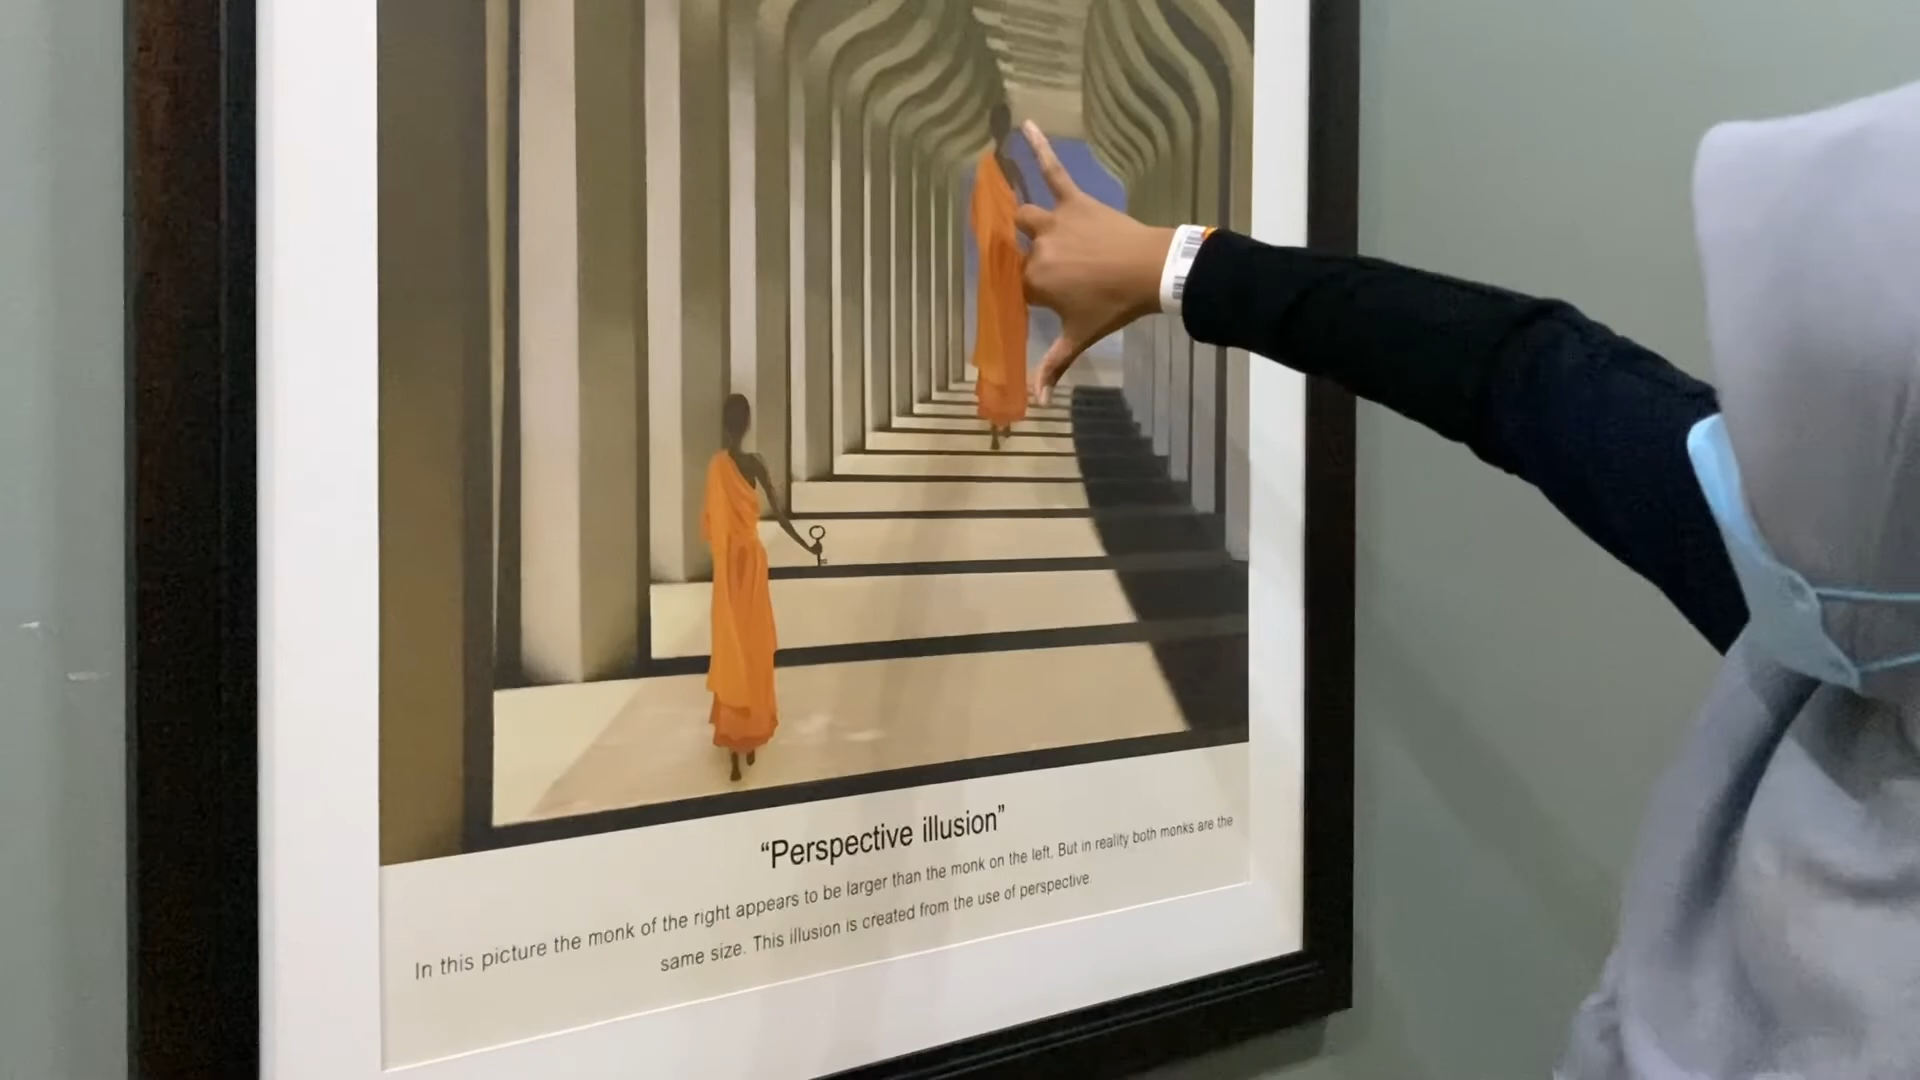 “Perspective illusion”
In this picture the monk of the right appears to be larger than the monk on the left. But in reality both monks are the
same size. This illusion is created from the use of perspective.